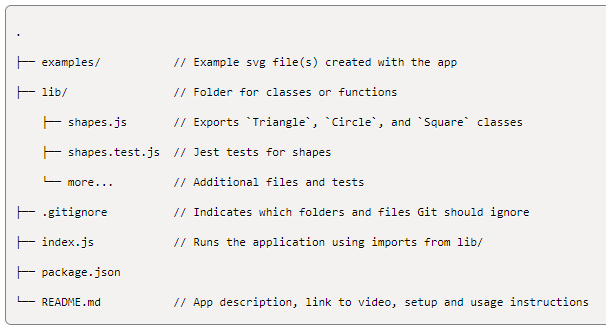 .
├── examples/           // Example svg file(s) created with the app
├── lib/                // Folder for classes or functions
    ├── shapes.js       // Exports `Triangle`, `Circle`, and `Square` classes
    ├── shapes.test.js  // Jest tests for shapes
    └── more...         // Additional files and tests
├── .gitignore          // Indicates which folders and files Git should ignore
├── index.js            // Runs the application using imports from lib/
├── package.json
└── README.md           // App description, link to video, setup and usage instructions